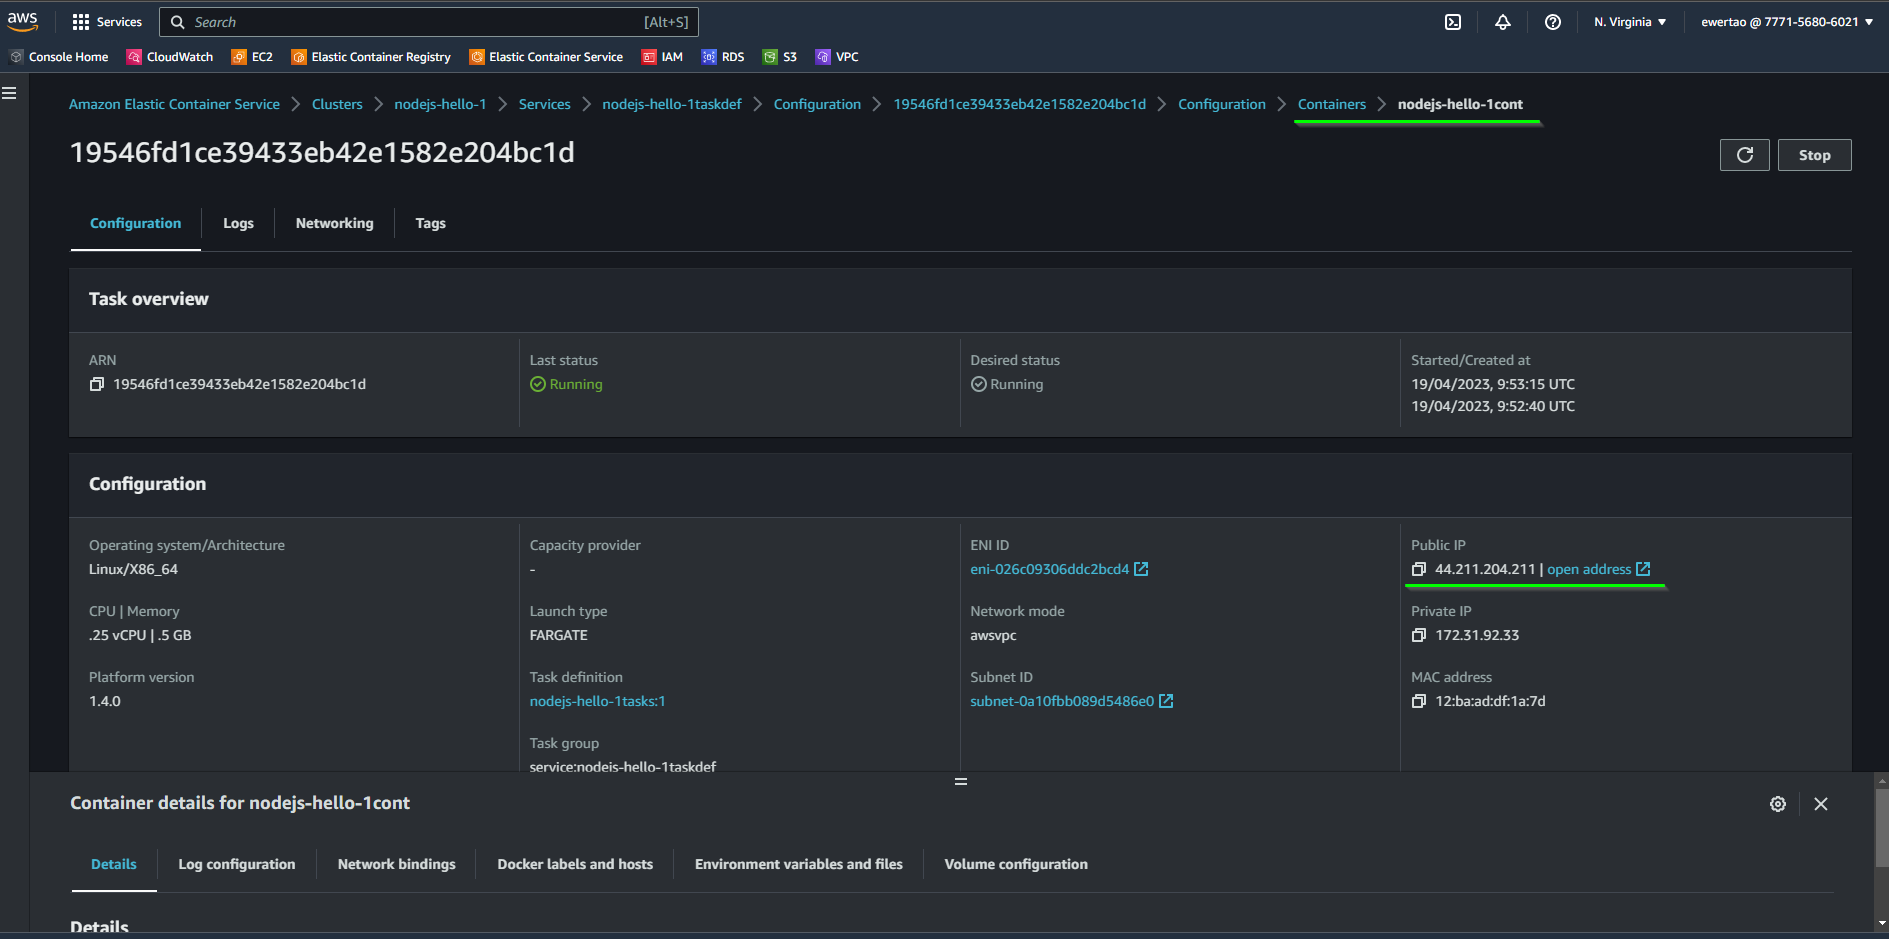 aws Services Search [Alt+S] N. Virginia ewertao @ 7771-5680-6021
Console Home CloudWatch EC2 Elastic Container Registry Elastic Container Service IAM RDS S3 VPC
Amazon Elastic Container Service Clusters nodejs-hello-1 Services nodejs-hello-1taskdef Configuration 19546fd1ce39433eb42e1582e204bc1d Configuration Containers nodejs-hello-1cont
19546fd1ce39433eb42e1582e204bc1d
Stop
Configuration Logs Networking Tags
Task overview
ARN
19546fd1ce39433eb42e1582e204bc1d
Last status
Running
Desired status
Running
Started/Created at
19/04/2023, 9:53:15 UTC
19/04/2023, 9:52:40 UTC
Configuration
Operating system/Architecture
Linux/X86_64
CPU | Memory
.25 vCPU | .5 GB
Platform version
1.4.0
Capacity provider
-
Launch type
FARGATE
Task definition
nodejs-hello-1tasks:1
Task group
service:nodejs-hello-1taskdef
ENI ID
eni-026c09306ddc2bcd4
Network mode
awsvpc
Subnet ID
subnet-0a10fbb089d5486e0
Public IP
44.211.204.211 | open address
Private IP
172.31.92.33
MAC address
12:ba:ad:df:1a:7d
Container details for nodejs-hello-1cont
Details Log configuration Network bindings Docker labels and hosts Environment variables and files Volume configuration
Details